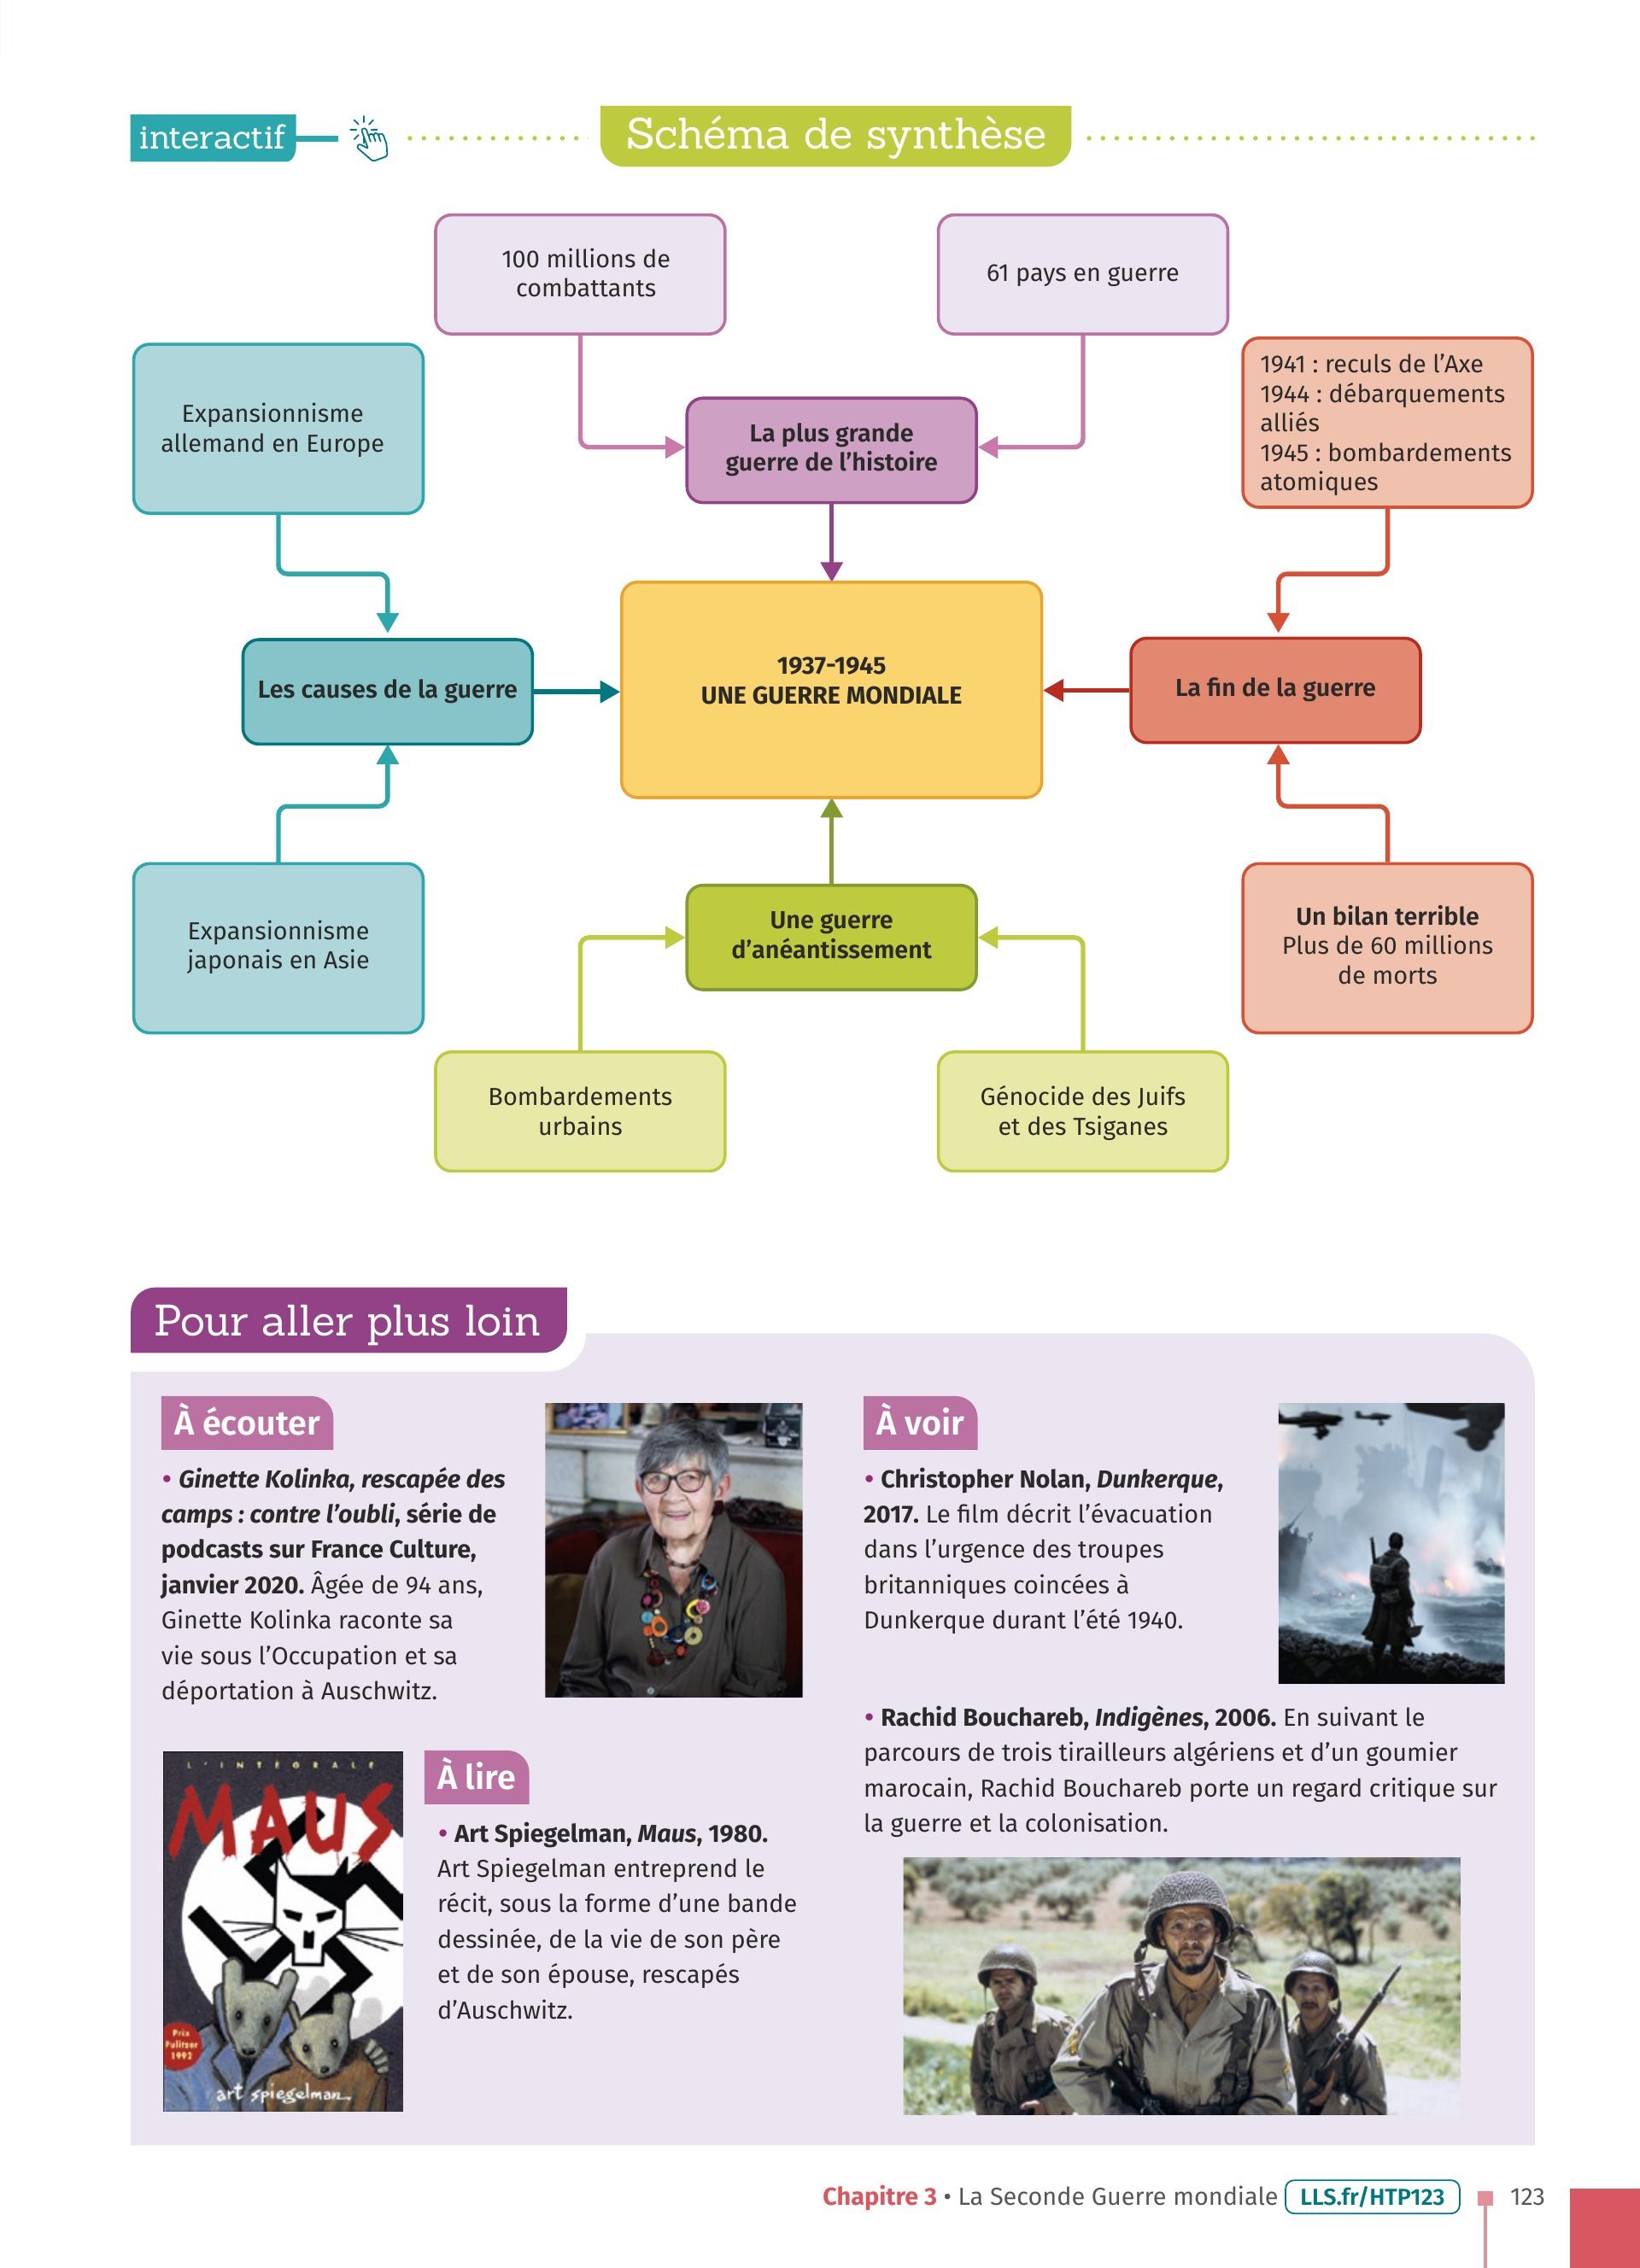 interactif
Schéma de synthèse
100 millions de
combattants
61 pays en guerre
Expansionnisme
allemand en Europe
La plus grande
guerre de l'histoire
1941 : reculs de l'Axe
1944 : débarquements
alliés
1945 : bombardements
atomiques
Les causes de la guerre
1937-1945
UNE GUERRE MONDIALE
La fin de la guerre
Expansionnisme
japonais en Asie
Une guerre
d'anéantissement
Un bilan terrible
Plus de 60 millions
de morts
Bombardements
urbains
Génocide des Juifs
et des Tsiganes
Pour aller plus loin
À écouter
• Ginette Kolinka, rescapée des
camps : contre l'oubli, série de
podcasts sur France Culture,
janvier 2020. Âgée de 94 ans,
Ginette Kolinka raconte sa
vie sous l'Occupation et sa
déportation à Auschwitz.
L'INTÉGRALE
MAUS
Prix
Pulitzer
1992
art spiegelman
À lire
• Art Spiegelman, Maus, 1980.
Art Spiegelman entreprend le
récit, sous la forme d'une bande
dessinée, de la vie de son père
et de son épouse, rescapés
d'Auschwitz.
À voir
• Christopher Nolan, Dunkerque,
2017. Le film décrit l'évacuation
dans l'urgence des troupes
britanniques coincées à
Dunkerque durant l'été 1940.
• Rachid Bouchareb, Indigènes, 2006. En suivant le
parcours de trois tirailleurs algériens et d'un goumier
marocain, Rachid Bouchareb porte un regard critique sur
la guerre et la colonisation.
Chapitre 3 • La Seconde Guerre mondiale LLS.fr/HTP123 123